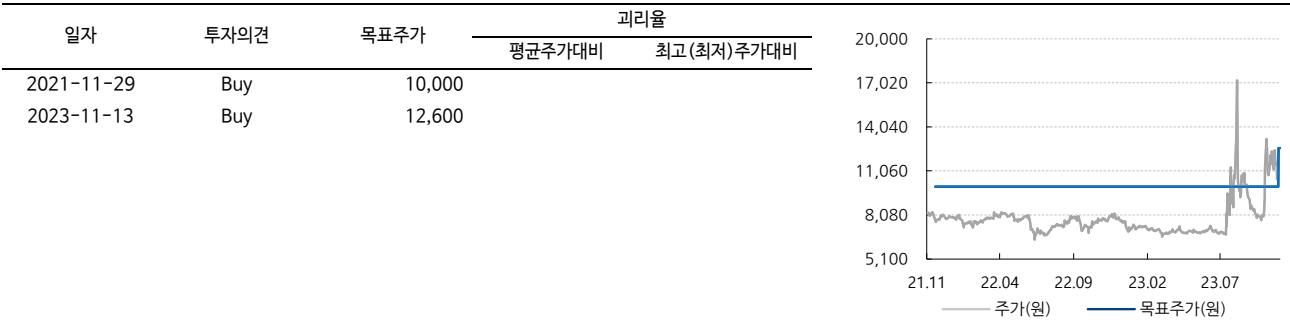 일자 투자의견 목표주가 괴리율
평균주가대비 최고(최저)주가대비
2021-11-29 Buy 10,000
2023-11-13 Buy 12,600
20,000
17,020
14,040
11,060
8,080
5,100
21.11 22.04 22.09 23.02 23.07
주가(원) 목표주가(원)